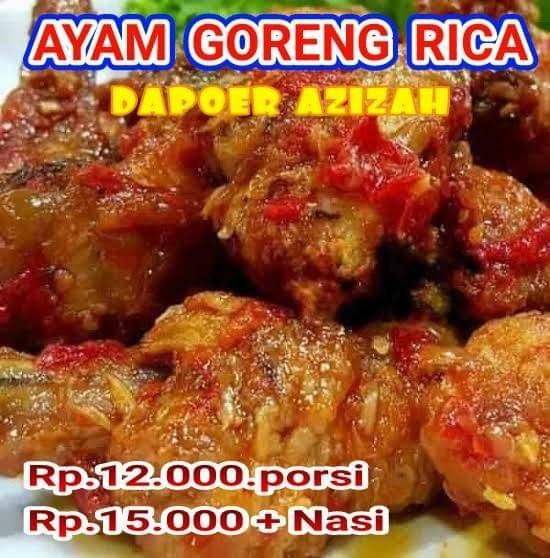 AYAM GORENG RICA
DAPOER AZIZAH
Rp.12.000.porsi
Rp.15.000 + Nasi